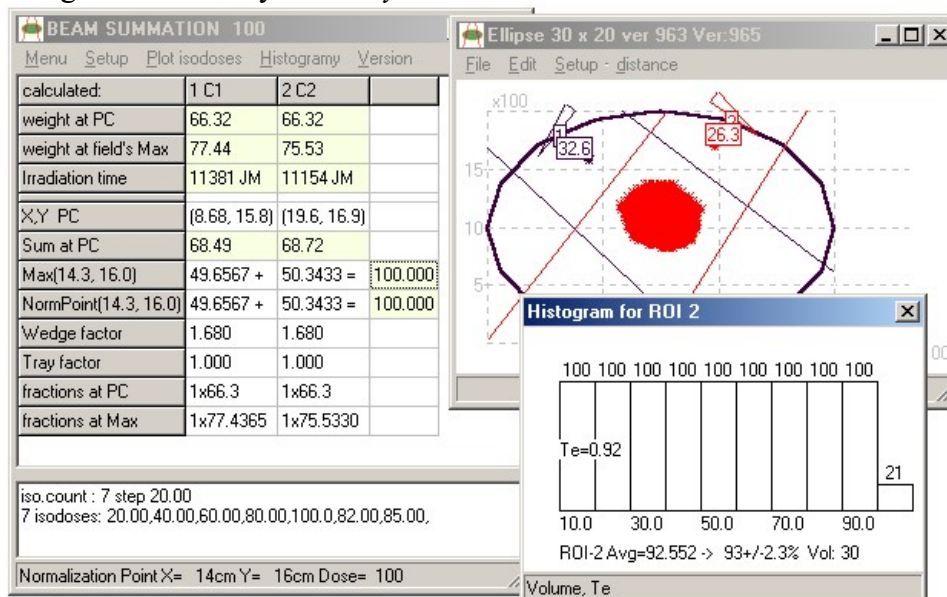 BEAM SUMMATION 100
Menu Setup Plot isodoses Histogramy Version
calculated: 1 C1 2 C2
weight at PC 66.32 66.32
weight at field's Max 77.44 75.53
Irradiation time 11381 JM 11154 JM
X,Y PC (8.68, 15.8) (19.6, 16.9)
Sum at PC 68.49 68.72
Max(14.3, 16.0) 49.6567 + 50.3433 = 100.000
NormPoint(14.3, 16.0) 49.6567 + 50.3433 = 100.000
Wedge factor 1.680 1.680
Tray factor 1.000 1.000
fractions at PC 1x66.3 1x66.3
fractions at Max 1x77.4365 1x75.5330
iso.count : 7 step 20.00
7 isodoses: 20.00,40.00,60.00,80.00,100.0,82.00,85.00,
Normalization Point X= 14cm Y= 16cm Dose= 100
Ellipse 30 x 20 ver 963 Ver:965
File Edit Setup - distance
x100
1 2
32.6 26.3
15
10
5
Histogram for ROI 2
100 100 100 100 100 100 100 100 100
Te=0.92
21
10.0 30.0 50.0 70.0 90.0
ROI-2 Avg=92.552 -> 93+/-2.3% Vol: 30
Volume, Te